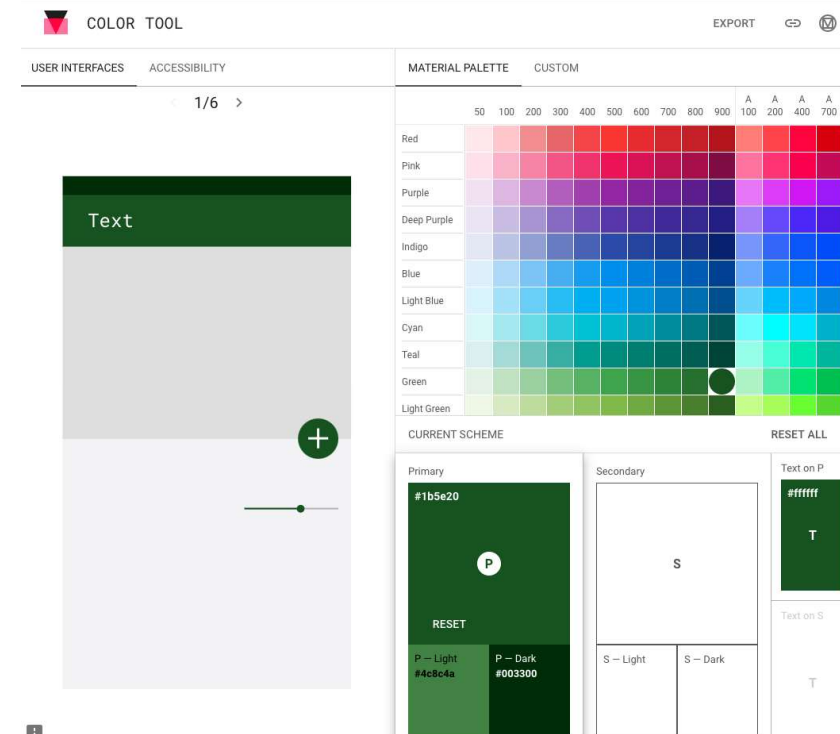 COLOR TOOL
EXPORT
USER INTERFACES ACCESSIBILITY
1/6
Text
MATERIAL PALETTE CUSTOM
50 100 200 300 400 500 600 700 800 900 A 100 A 200 A 400 A 700
Red
Pink
Purple
Deep Purple
Indigo
Blue
Light Blue
Cyan
Teal
Green
Light Green
CURRENT SCHEME RESET ALL
Primary
#1b5e20
P
RESET
P — Light
#4c8c4a
P — Dark
#003300
Secondary
S
S — Light
S — Dark
Text on P
#ffffff
T
Text on S
T